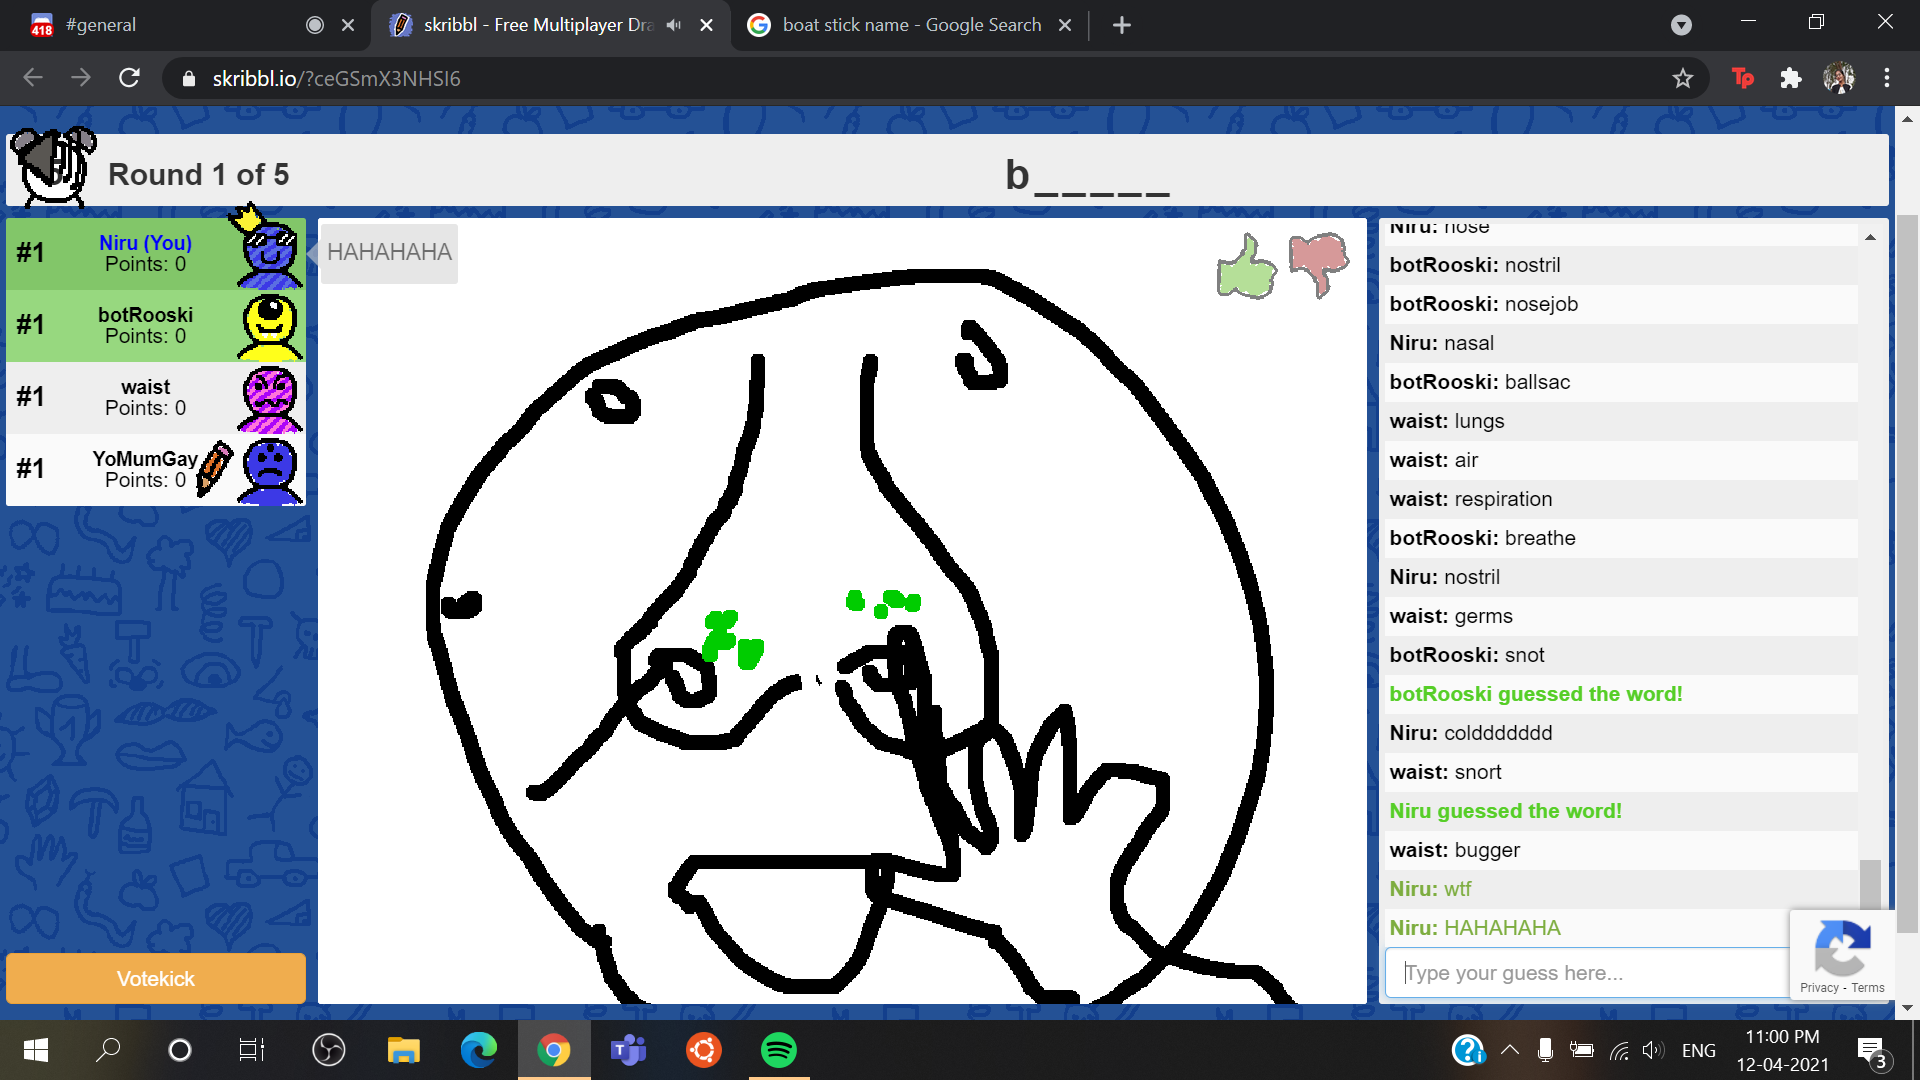 #general
skribbl - Free Multiplayer Dra
boat stick name - Google Search
skribbl.io/?ceGSmX3NHSI6
Round 1 of 5
b_____
#1 Niru (You)
Points: 0
#1 botRooski
Points: 0
#1 waist
Points: 0
#1 YoMumGay
Points: 0
Votekick
HAHAHAHA
Niru: nose
botRooski: nostril
botRooski: nosejob
Niru: nasal
botRooski: ballsac
waist: lungs
waist: air
waist: respiration
botRooski: breathe
Niru: nostril
waist: germs
botRooski: snot
botRooski guessed the word!
Niru: colddddddd
waist: snort
Niru guessed the word!
waist: bugger
Niru: wtf
Niru: HAHAHAHA
Type your guess here...
Privacy - Terms
ENG
11:00 PM
12-04-2021
3